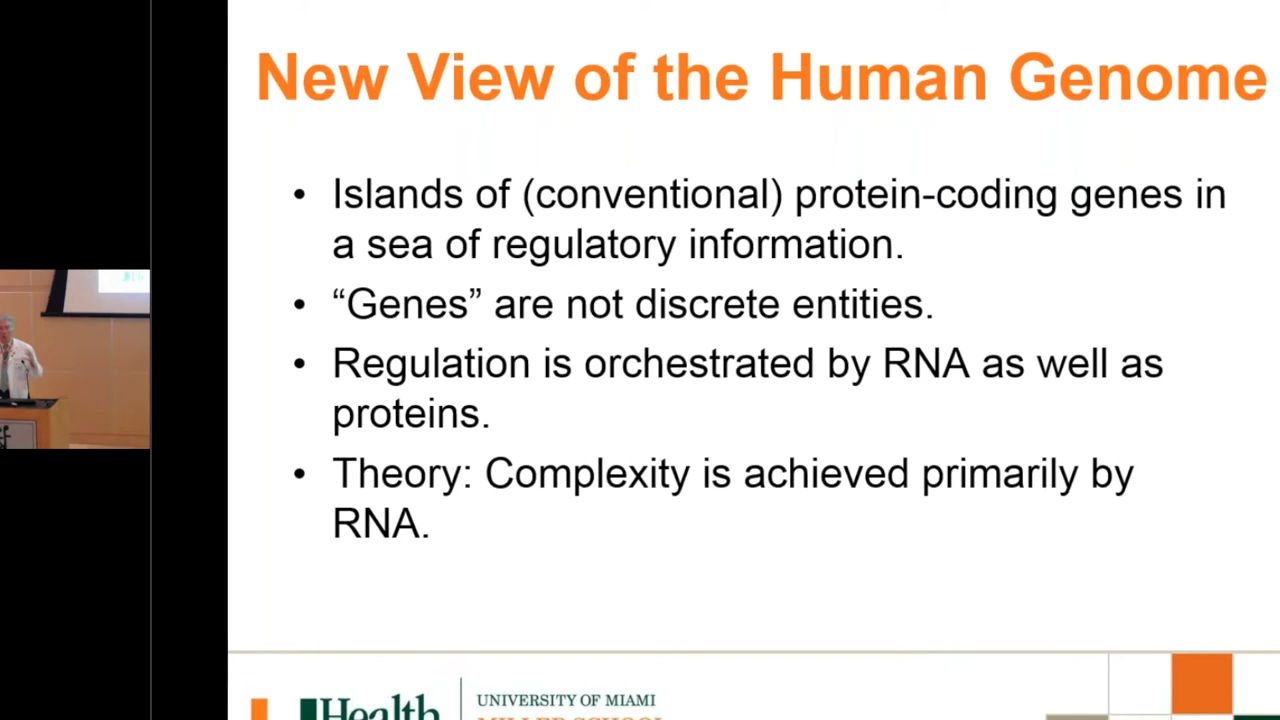 New View of the Human Genome
• Islands of (conventional) protein-coding genes in
a sea of regulatory information.
• “Genes” are not discrete entities.
• Regulation is orchestrated by RNA as well as
proteins.
• Theory: Complexity is achieved primarily by
RNA.
Health
UNIVERSITY OF MIAMI
MILLER SCHOOL